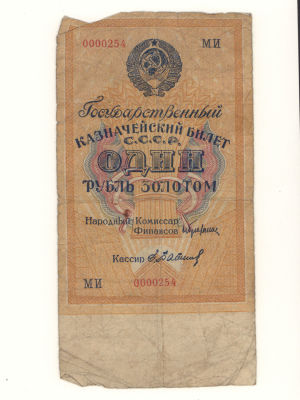 0000254 МИ
Государственный
КАЗНАЧЕЙСКИЙ БИЛЕТ
С.С.С.Р.
ОДИН
РУБЛЬ ЗОЛОТОМ
Народный Комиссар
Финансов
Кассир
МИ 0000254